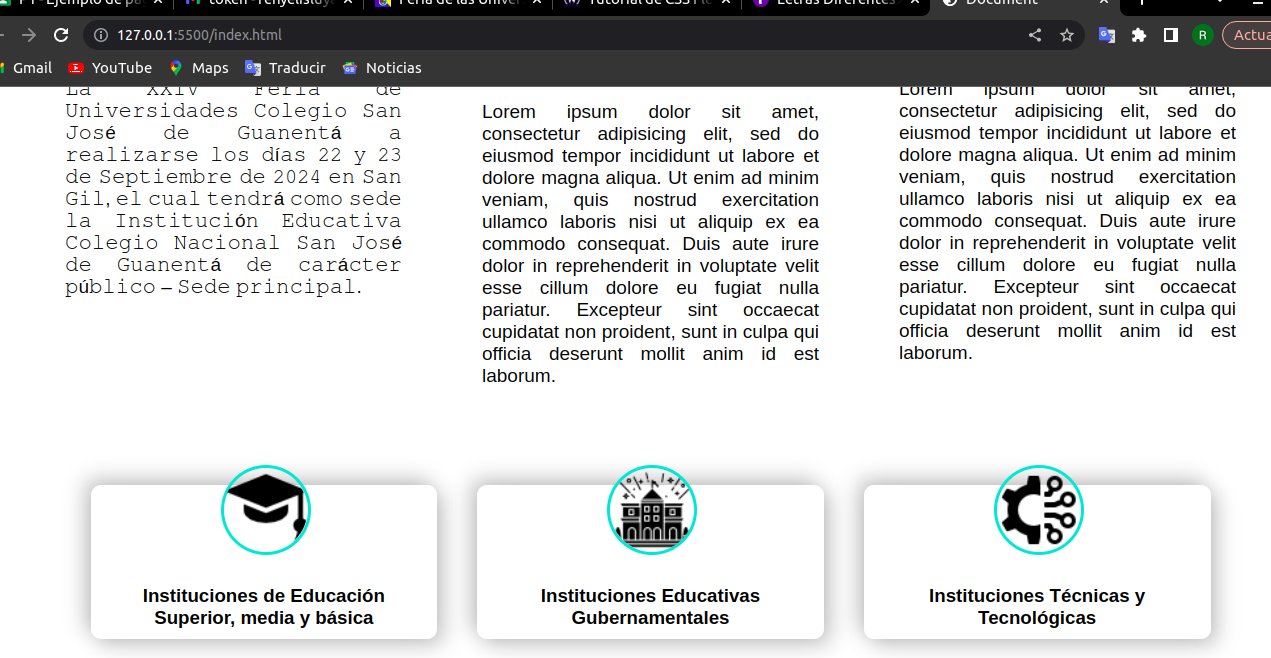 token - renyelisluy
Feria de las Univer
Tutorial de CSS Fle
Letras Diferentes
Document
127.0.0.1:5500/index.html
R
Actua
Gmail
YouTube
Maps
Traducir
Noticias
La XXIV Feria de
Universidades Colegio San
José de Guanentá a
realizarse los días 22 y 23
de Septiembre de 2024 en San
Gil, el cual tendrá como sede
la Institución Educativa
Colegio Nacional San José
de Guanentá de carácter
público – Sede principal.
Lorem ipsum dolor sit amet,
consectetur adipisicing elit, sed do
eiusmod tempor incididunt ut labore et
dolore magna aliqua. Ut enim ad minim
veniam, quis nostrud exercitation
ullamco laboris nisi ut aliquip ex ea
commodo consequat. Duis aute irure
dolor in reprehenderit in voluptate velit
esse cillum dolore eu fugiat nulla
pariatur. Excepteur sint occaecat
cupidatat non proident, sunt in culpa qui
officia deserunt mollit anim id est
laborum.
Lorem ipsum dolor sit amet,
consectetur adipisicing elit, sed do
eiusmod tempor incididunt ut labore et
dolore magna aliqua. Ut enim ad minim
veniam, quis nostrud exercitation
ullamco laboris nisi ut aliquip ex ea
commodo consequat. Duis aute irure
dolor in reprehenderit in voluptate velit
esse cillum dolore eu fugiat nulla
pariatur. Excepteur sint occaecat
cupidatat non proident, sunt in culpa qui
officia deserunt mollit anim id est
laborum.
Instituciones de Educación
Superior, media y básica
Instituciones Educativas
Gubernamentales
Instituciones Técnicas y
Tecnológicas